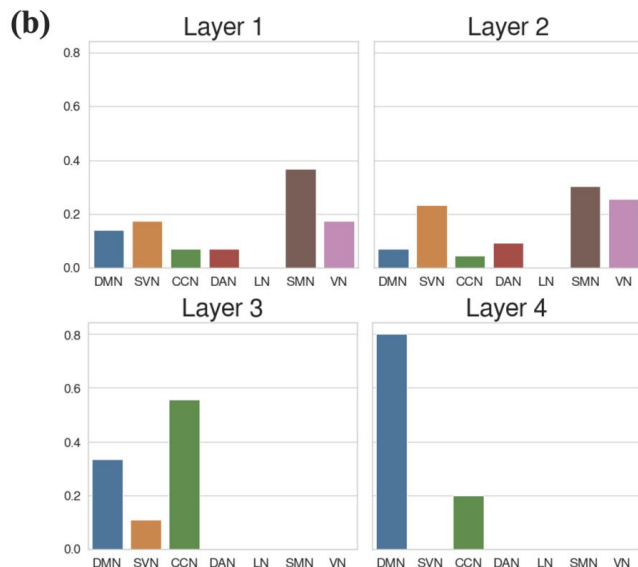 (b)
Layer 1
Layer 2
0.8
0.6
0.4
0.2
0.0
DMN SVN CCN DAN LN SMN VN
DMN SVN CCN DAN LN SMN VN
Layer 3
Layer 4
0.8
0.6
0.4
0.2
0.0
DMN SVN CCN DAN LN SMN VN
DMN SVN CCN DAN LN SMN VN